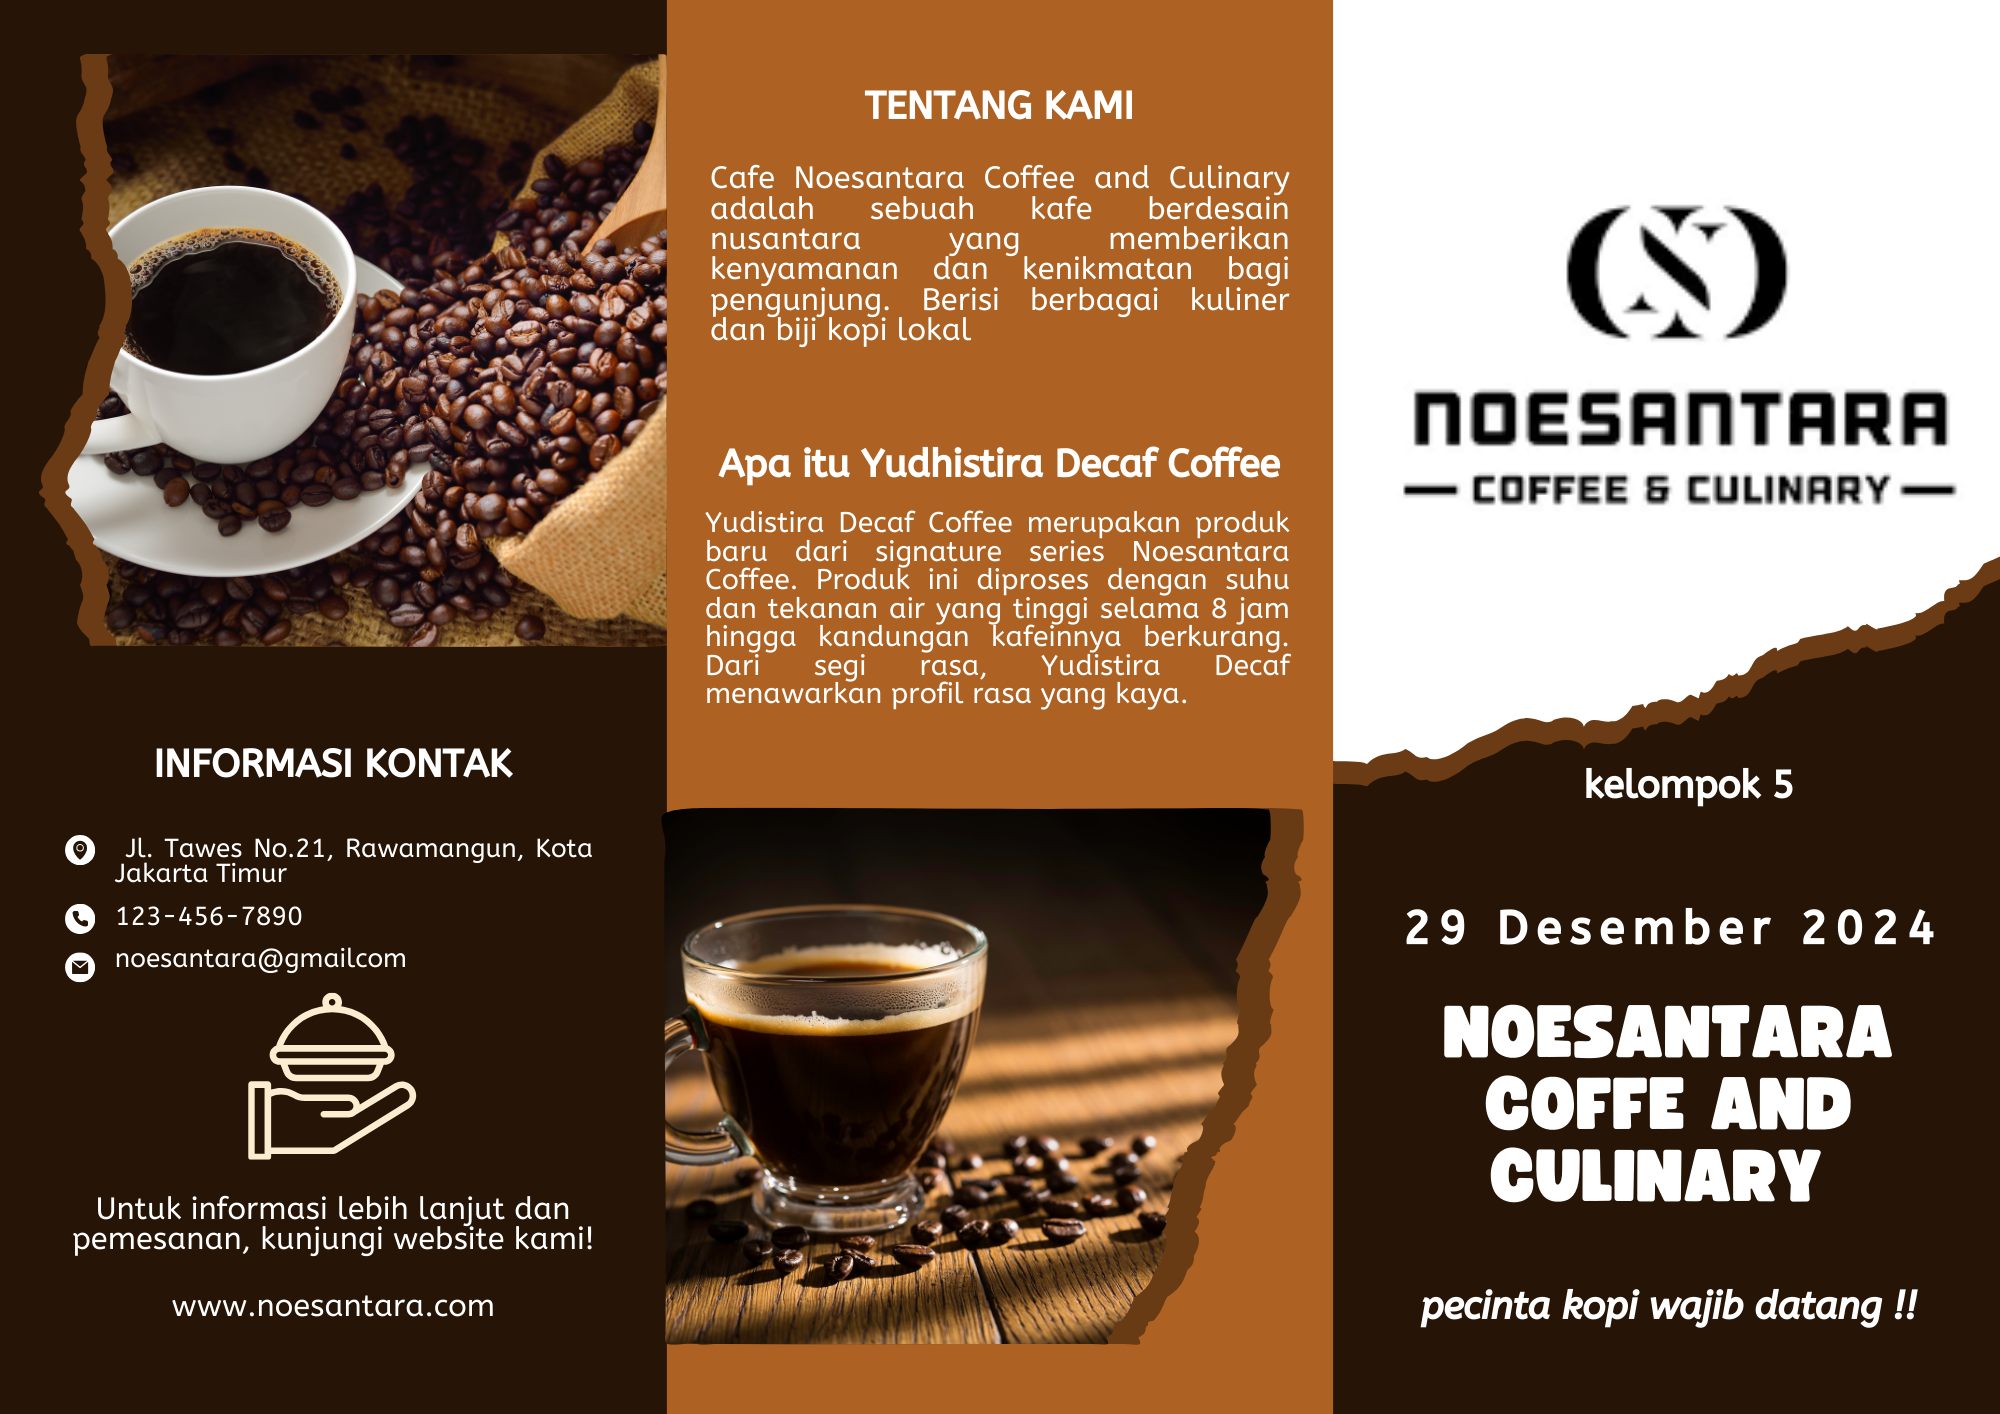 INFORMASI KONTAK
Jl. Tawes No.21, Rawamangun, Kota
Jakarta Timur
123-456-7890
noesantara@gmailcom
Untuk informasi lebih lanjut dan
pemesanan, kunjungi website kami!
www.noesantara.com
TENTANG KAMI
Cafe Noesantara Coffee and Culinary
adalah sebuah kafe berdesain
nusantara yang memberikan
kenyamanan dan kenikmatan bagi
pengunjung. Berisi berbagai kuliner
dan biji kopi lokal
Apa itu Yudhistira Decaf Coffee
Yudistira Decaf Coffee merupakan produk
baru dari signature series Noesantara
Coffee. Produk ini diproses dengan suhu
dan tekanan air yang tinggi selama 8 jam
hingga kandungan kafeinnya berkurang.
Dari segi rasa, Yudistira Decaf
menawarkan profil rasa yang kaya.
NOESANTARA
COFFEE & CULINARY
kelompok 5
29 Desember 2024
NOESANTARA
COFFE AND
CULINARY
pecinta kopi wajib datang !!